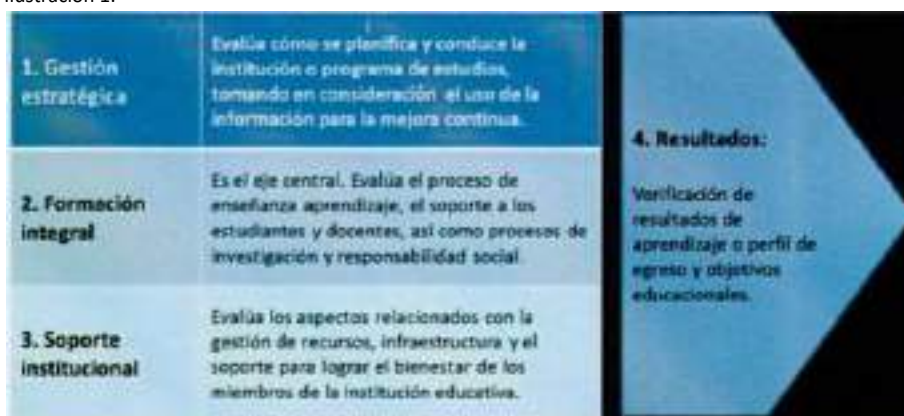 Ilustración 1.
1. Gestión
estratégica
Evalúa cómo se planifica y conduce la
institución o programa de estudios,
tomando en consideración el uso de la
información para la mejora continua.
2. Formación
integral
Es el eje central. Evalúa el proceso de
enseñanza aprendizaje, el soporte a los
estudiantes y docentes, así como procesos de
investigación y responsabilidad social.
3. Soporte
institucional
Evalúa los aspectos relacionados con la
gestión de recursos, infraestructura y el
soporte para lograr el bienestar de los
miembros de la institución educativa.
4. Resultados:
Verificación de
resultados de
aprendizaje o perfil de
egreso y objetivos
educacionales.